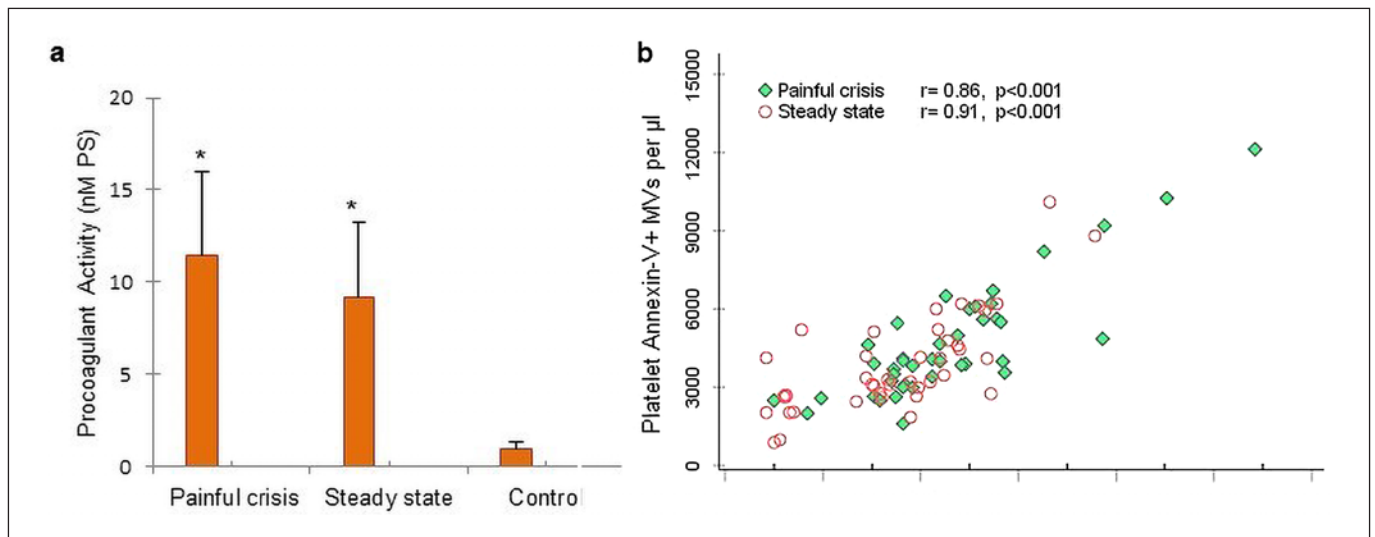 a
20
15
10
5
0
Procoagulant Activity (nM PS)
*
*
Painful crisis
Steady state
Control
b
15000
12000
9000
6000
3000
0
Platelet Annexin-V+ MVs per µl
Painful crisis r= 0.86, p<0.001
Steady state r= 0.91, p<0.001